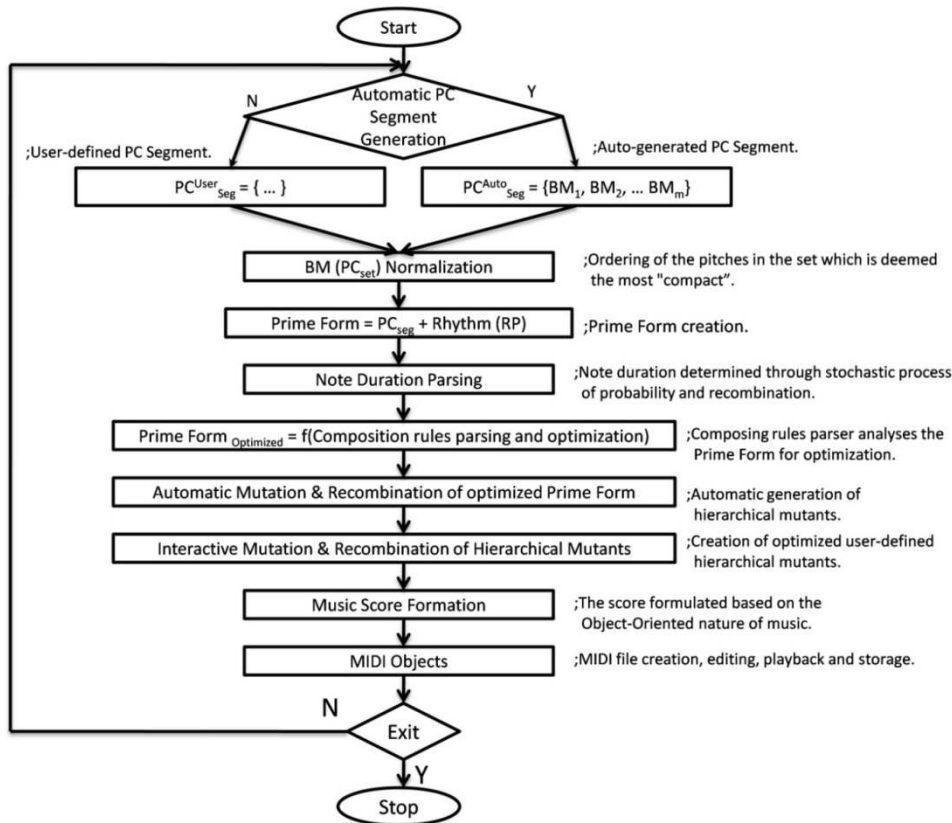 Start
N
Y
Automatic PC
Segment
Generation
;User-defined PC Segment.
;Auto-generated PC Segment.
PC^User_Seg = { ... }
PC^Auto_Seg = {BM_1, BM_2, ... BM_m}
BM (PC_set) Normalization
;Ordering of the pitches in the set which is deemed
the most "compact”.
Prime Form = PC_seg + Rhythm (RP)
;Prime Form creation.
Note Duration Parsing
;Note duration determined through stochastic process
of probability and recombination.
Prime Form _Optimized = f(Composition rules parsing and optimization)
;Composing rules parser analyses the
Prime Form for optimization.
Automatic Mutation & Recombination of optimized Prime Form
;Automatic generation of
hierarchical mutants.
Interactive Mutation & Recombination of Hierarchical Mutants
;Creation of optimized user-defined
hierarchical mutants.
Music Score Formation
;The score formulated based on the
Object-Oriented nature of music.
MIDI Objects
;MIDI file creation, editing, playback and storage.
N
Exit
Y
Stop